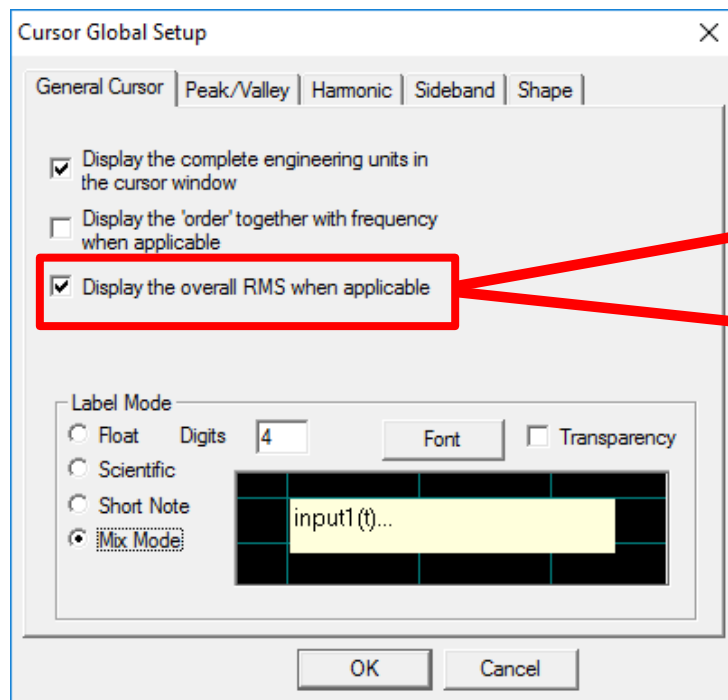 Cursor Global Setup
General Cursor Peak/Valley Harmonic Sideband Shape
Display the complete engineering units in
the cursor window
Display the 'order' together with frequency
when applicable
Display the overall RMS when applicable
Label Mode
Float Digits 4 Font Transparency
Scientific
Short Note
Mix Mode
input1(t)...
OK Cancel